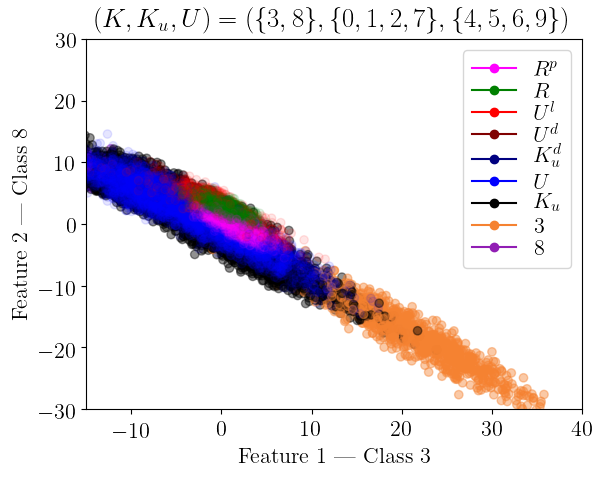 (K, K_u, U) = ({3, 8}, {0, 1, 2, 7}, {4, 5, 6, 9})
30
20
10
0
−10
−20
−30
−10
0
10
20
30
40
Feature 2 — Class 8
Feature 1 — Class 3
R^p
R
U^l
U^d
K_u^d
U
K_u
3
8